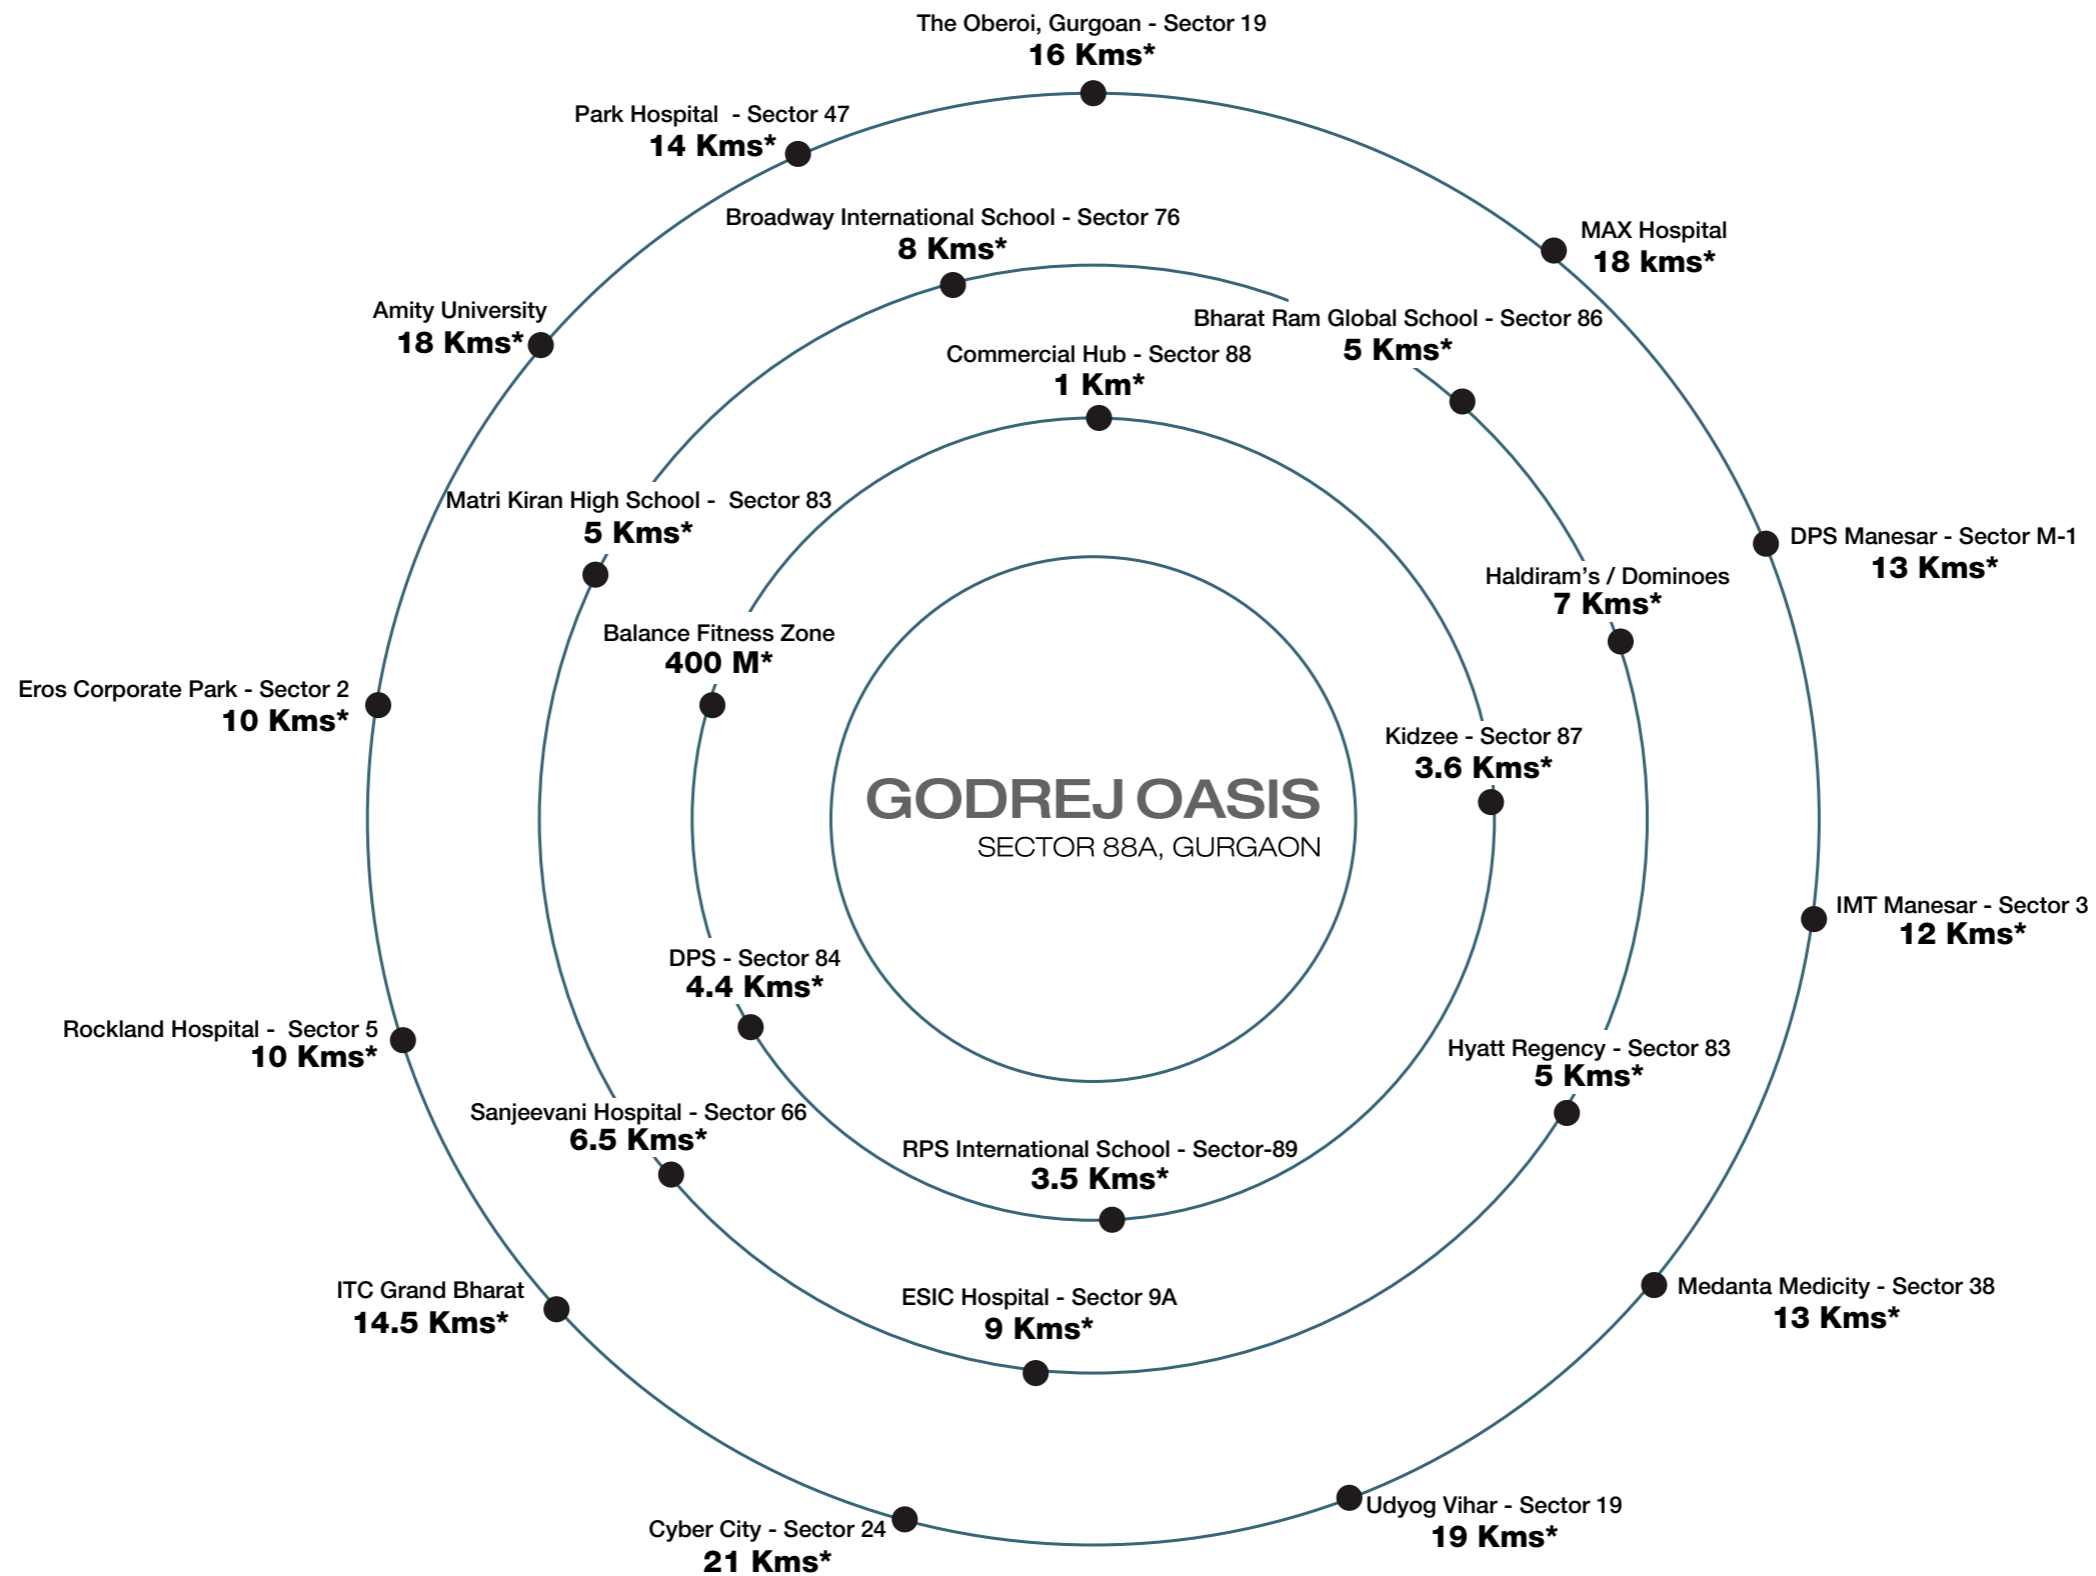 The Oberoi, Gurgoan - Sector 19
16 Kms*
Park Hospital - Sector 47
14 Kms*
Broadway International School - Sector 76
8 Kms*
MAX Hospital
18 kms*
Amity University
18 Kms*
Bharat Ram Global School - Sector 86
5 Kms*
Commercial Hub - Sector 88
1 Km*
Matri Kiran High School - Sector 83
5 Kms*
DPS Manesar - Sector M-1
13 Kms*
Haldiram’s / Dominoes
7 Kms*
Balance Fitness Zone
400 M*
Eros Corporate Park - Sector 2
10 Kms*
Kidzee - Sector 87
3.6 Kms*
GODREJ OASIS
SECTOR 88A, GURGAON
IMT Manesar - Sector 3
12 Kms*
DPS - Sector 84
4.4 Kms*
Rockland Hospital - Sector 5
10 Kms*
Hyatt Regency - Sector 83
5 Kms*
Sanjeevani Hospital - Sector 66
6.5 Kms*
RPS International School - Sector-89
3.5 Kms*
ITC Grand Bharat
14.5 Kms*
ESIC Hospital - Sector 9A
9 Kms*
Medanta Medicity - Sector 38
13 Kms*
Udyog Vihar - Sector 19
19 Kms*
Cyber City - Sector 24
21 Kms*